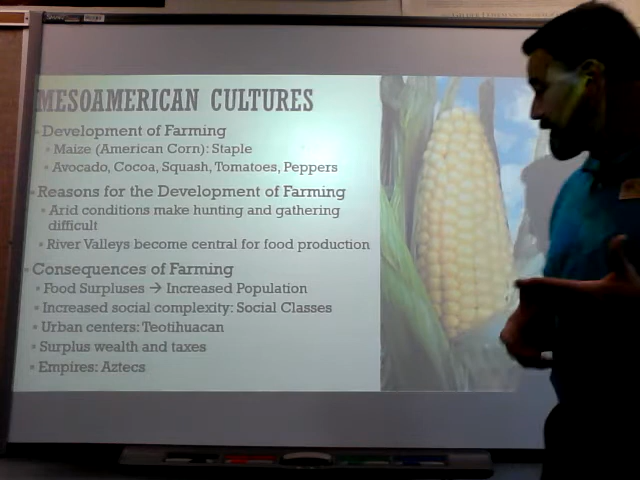 MESOAMERICAN CULTURES
Development of Farming
Maize (American Corn): Staple
Avocado, Cocoa, Squash, Tomatoes, Peppers
Reasons for the Development of Farming
Arid conditions make hunting and gathering
difficult
River Valleys become central for food production
Consequences of Farming
Food Surpluses → Increased Population
Increased social complexity: Social Classes
Urban centers: Teotihuacan
Surplus wealth and taxes
Empires: Aztecs